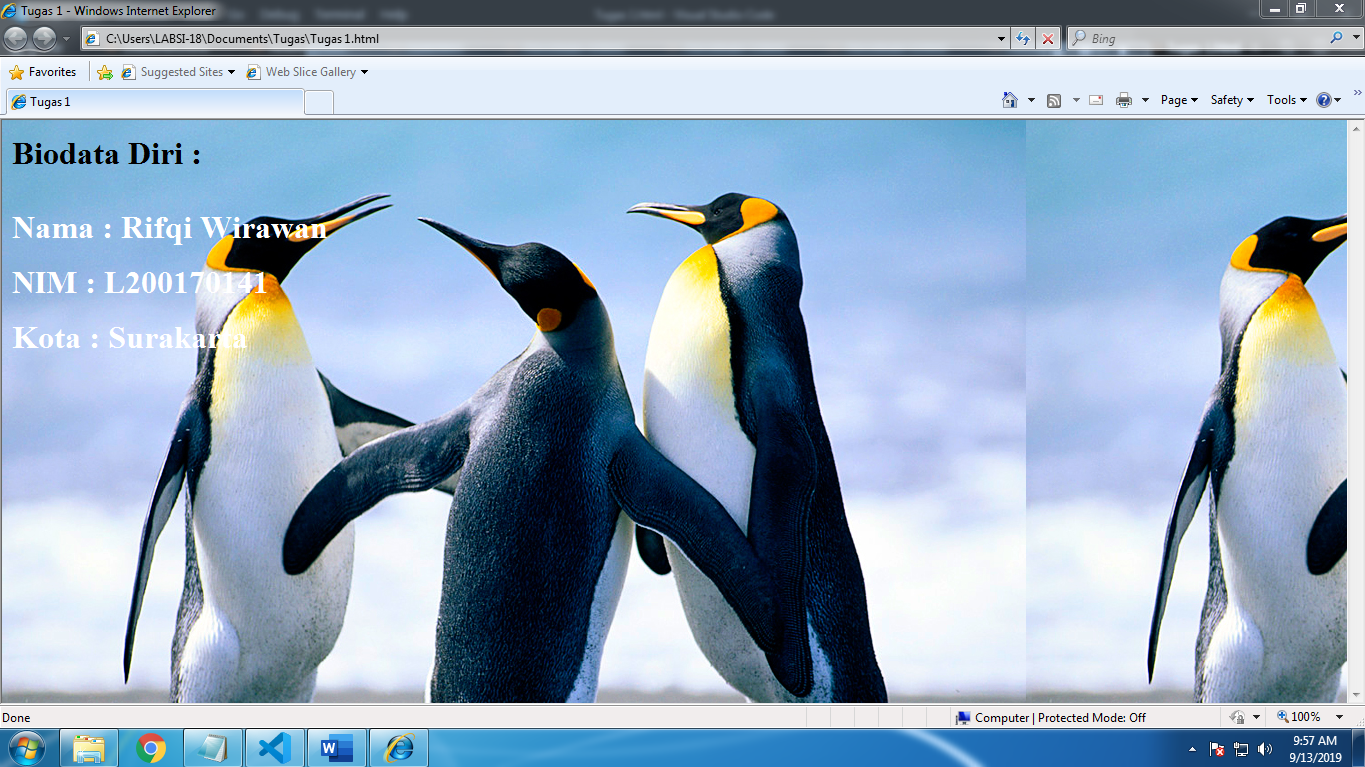 Tugas 1 - Windows Internet Explorer
C:\Users\LABSI-18\Documents\Tugas\Tugas 1.html
Bing
Favorites
Suggested Sites
Web Slice Gallery
Tugas 1
Page
Safety
Tools
Biodata Diri :
Nama : Rifqi Wirawan
NIM : L200170141
Kota : Surakarta
Done
Computer | Protected Mode: Off
100%
9:57 AM
9/13/2019